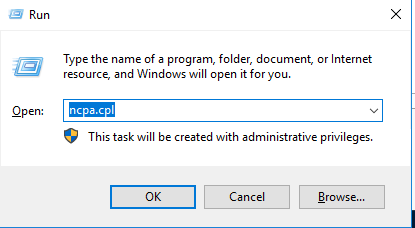 Run
Type the name of a program, folder, document, or Internet
resource, and Windows will open it for you.
Open: ncpa.cpl
This task will be created with administrative privileges.
OK Cancel Browse...